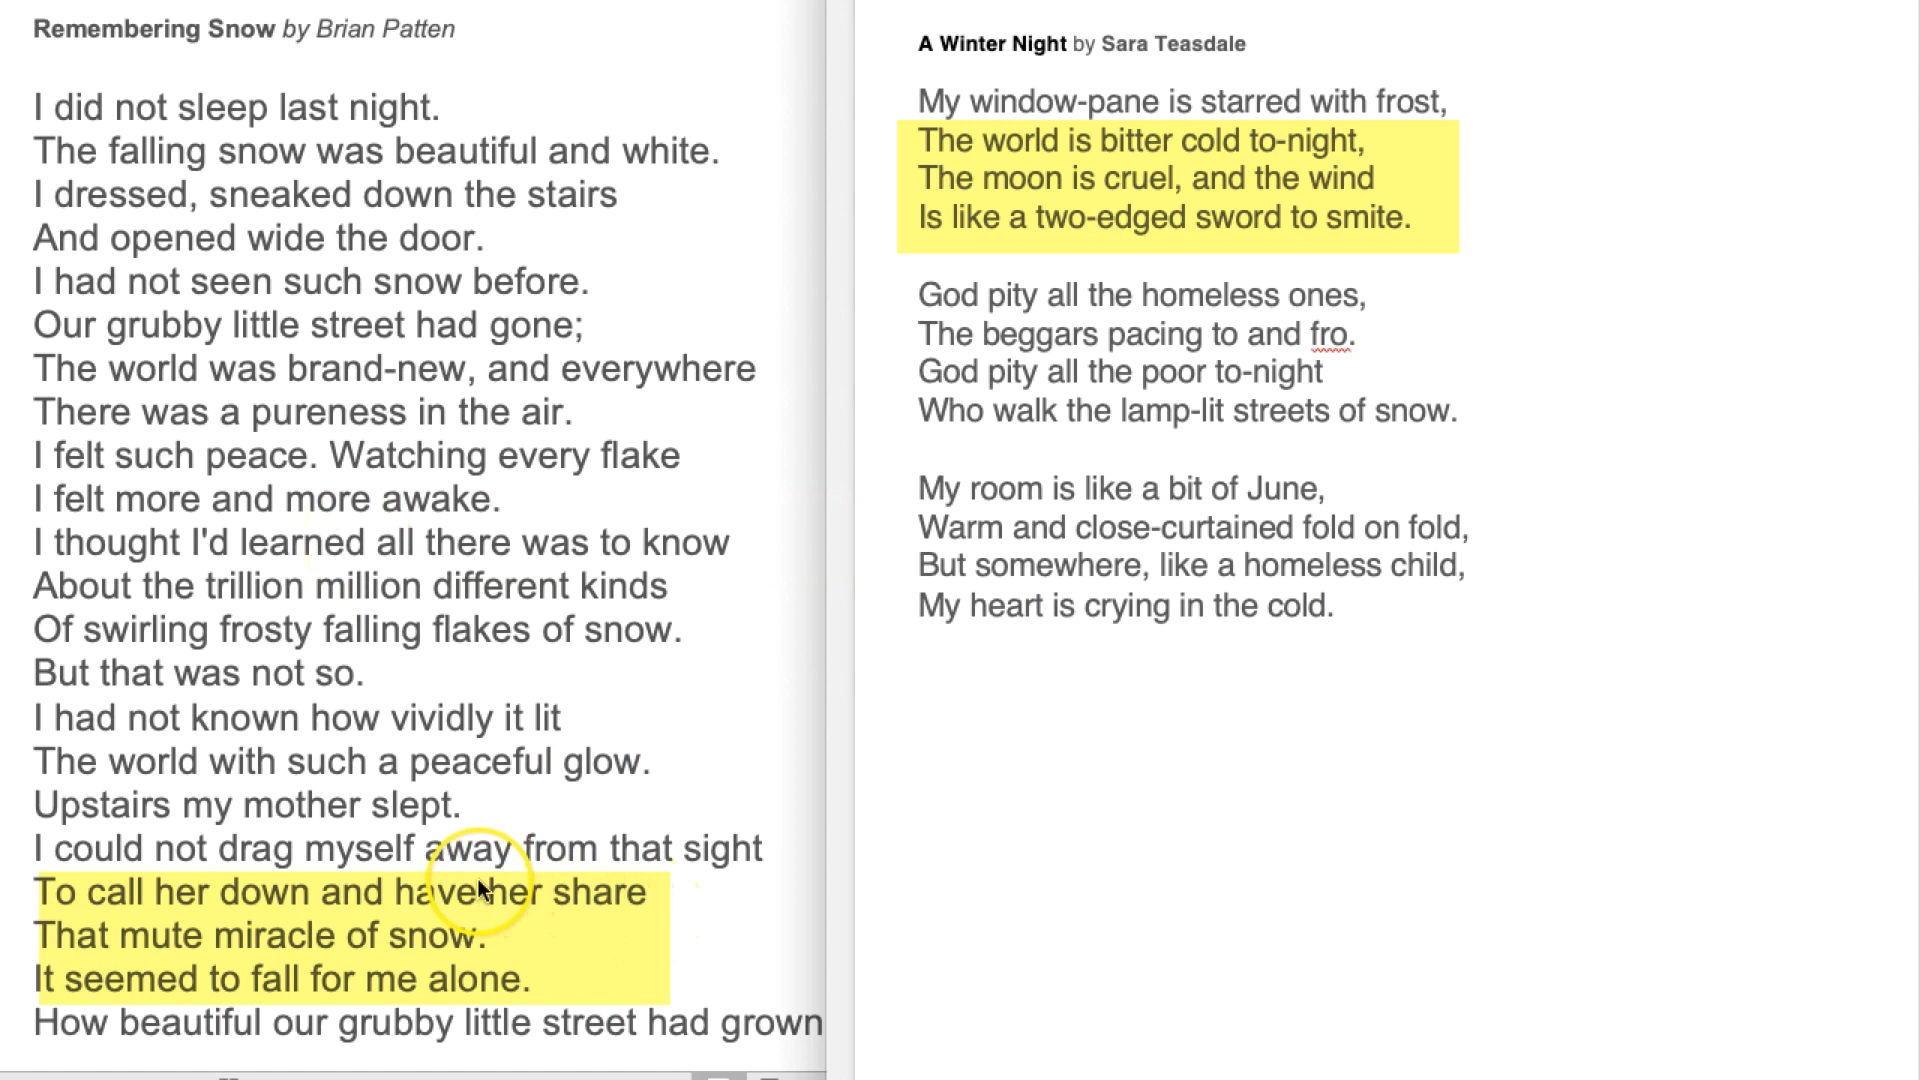 Remembering Snow by Brian Patten
I did not sleep last night.
The falling snow was beautiful and white.
I dressed, sneaked down the stairs
And opened wide the door.
I had not seen such snow before.
Our grubby little street had gone;
The world was brand-new, and everywhere
There was a pureness in the air.
I felt such peace. Watching every flake
I felt more and more awake.
I thought I'd learned all there was to know
About the trillion million different kinds
Of swirling frosty falling flakes of snow.
But that was not so.
I had not known how vividly it lit
The world with such a peaceful glow.
Upstairs my mother slept.
I could not drag myself away from that sight
To call her down and have her share
That mute miracle of snow.
It seemed to fall for me alone.
How beautiful our grubby little street had grown
A Winter Night by Sara Teasdale
My window-pane is starred with frost,
The world is bitter cold to-night,
The moon is cruel, and the wind
Is like a two-edged sword to smite.
God pity all the homeless ones,
The beggars pacing to and fro.
God pity all the poor to-night
Who walk the lamp-lit streets of snow.
My room is like a bit of June,
Warm and close-curtained fold on fold,
But somewhere, like a homeless child,
My heart is crying in the cold.